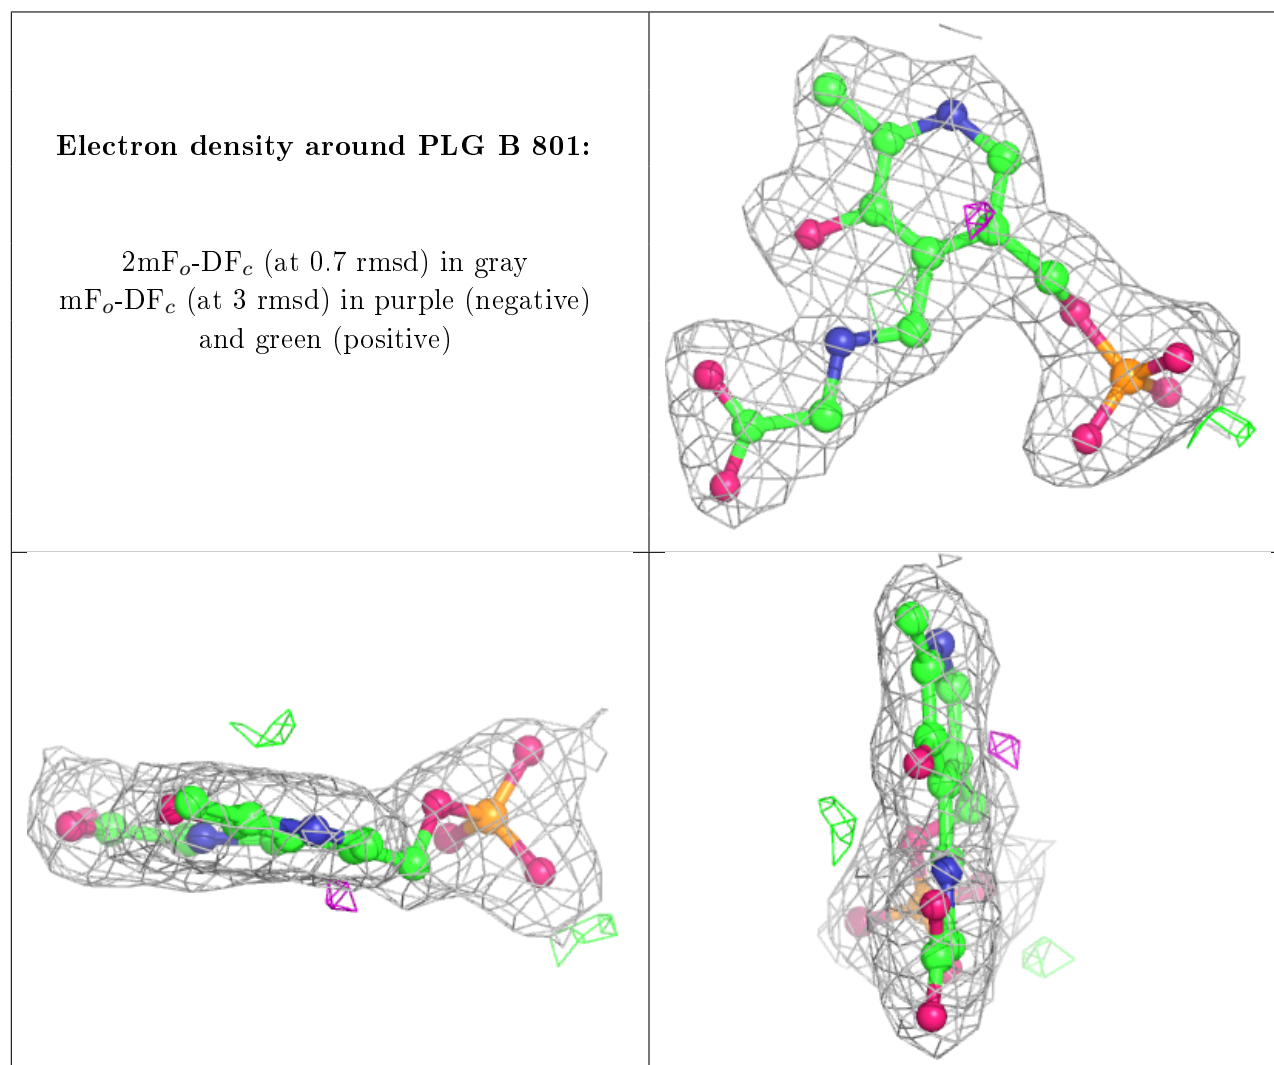 Electron density around PLG B 801:
2mFo-DFc (at 0.7 rmsd) in gray
mFo-DFc (at 3 rmsd) in purple (negative)
and green (positive)